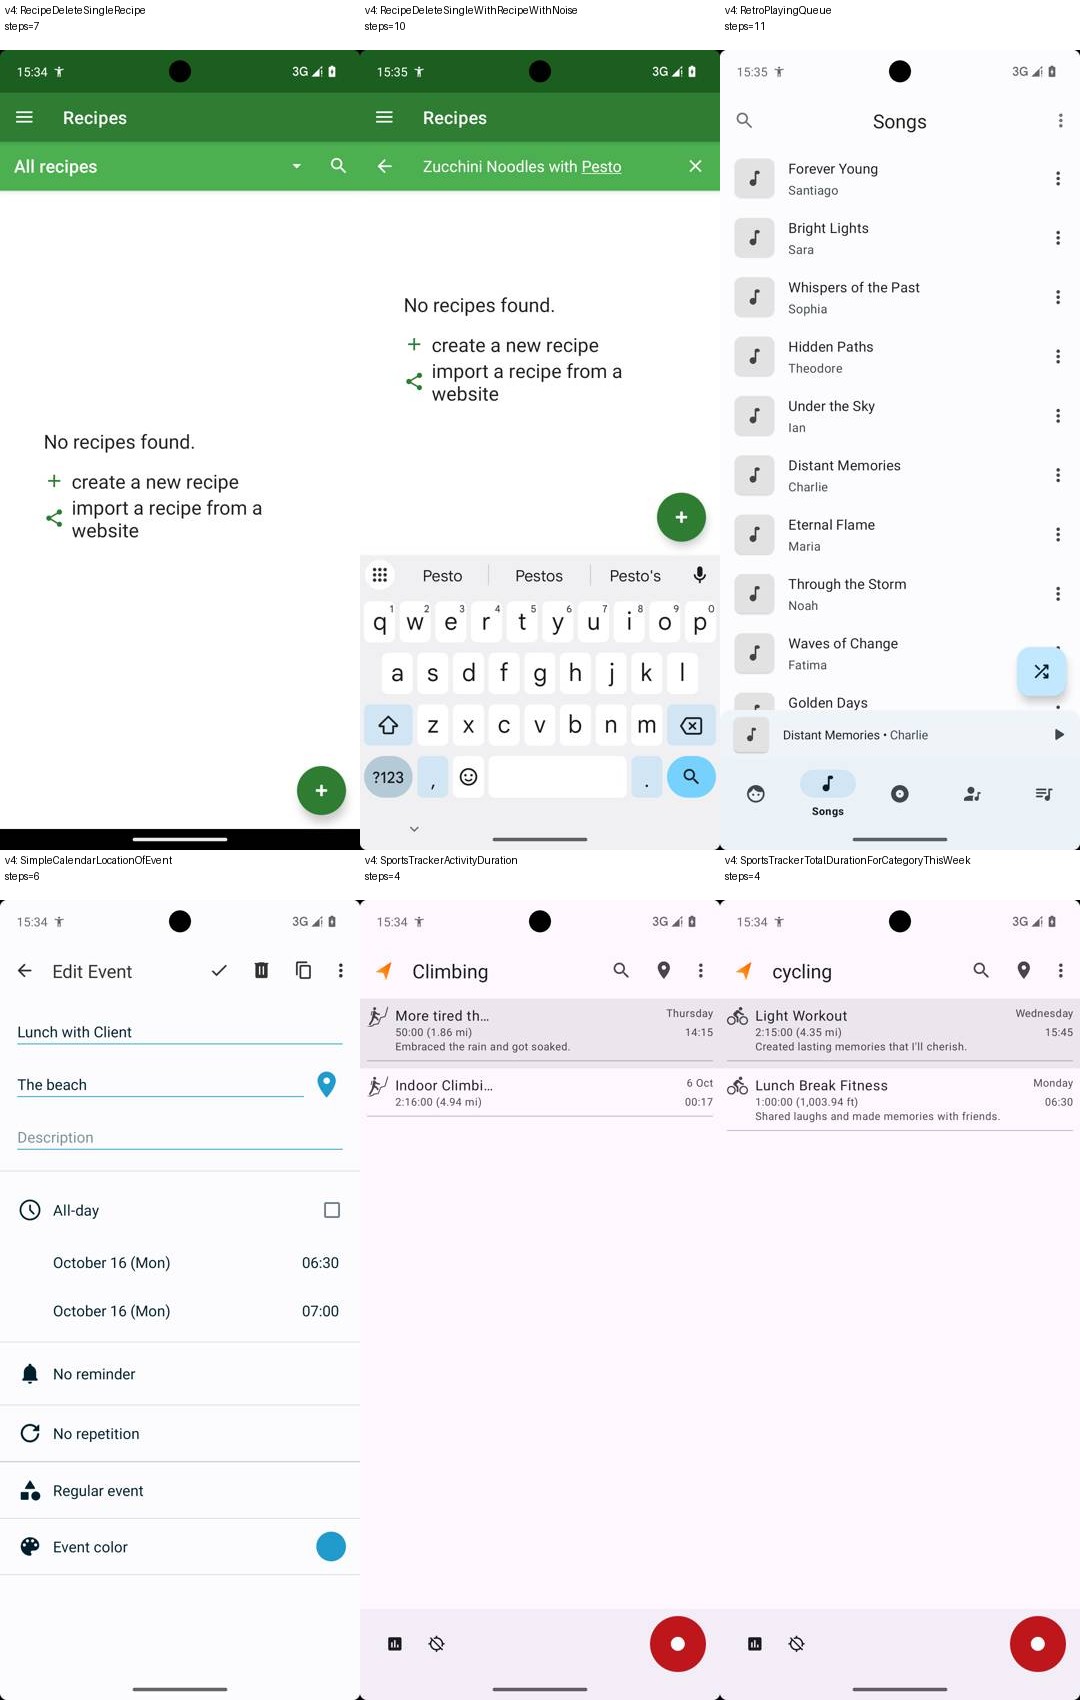 v4: RecipeDeleteSingleRecipe
steps=7
15:34
3G
Recipes
All recipes
No recipes found.
create a new recipe
import a recipe from a
website
v4: RecipeDeleteSingleWithRecipeWithNoise
steps=10
15:35
3G
Recipes
Zucchini Noodles with Pesto
No recipes found.
create a new recipe
import a recipe from a
website
Pesto Pestos Pesto's
q1 w2 e3 r4 t5 y6 u7 i8 o9 p0
a s d f g h j k l
z x c v b n m
?123 , .
v4: RetroPlayingQueue
steps=11
15:35
3G
Songs
Forever Young
Santiago
Bright Lights
Sara
Whispers of the Past
Sophia
Hidden Paths
Theodore
Under the Sky
Ian
Distant Memories
Charlie
Eternal Flame
Maria
Through the Storm
Noah
Waves of Change
Fatima
Golden Days
Distant Memories • Charlie
Songs
v4: SimpleCalendarLocationOfEvent
steps=6
15:34
3G
Edit Event
Lunch with Client
The beach
Description
All-day
October 16 (Mon) 06:30
October 16 (Mon) 07:00
No reminder
No repetition
Regular event
Event color
v4: SportsTrackerActivityDuration
steps=4
15:34
3G
Climbing
More tired th... Thursday
50:00 (1.86 mi) 14:15
Embraced the rain and got soaked.
Indoor Climbi... 6 Oct
2:16:00 (4.94 mi) 00:17
v4: SportsTrackerTotalDurationForCategoryThisWeek
steps=4
15:34
3G
cycling
Light Workout Wednesday
2:15:00 (4.35 mi) 15:45
Created lasting memories that I'll cherish.
Lunch Break Fitness Monday
1:00:00 (1,003.94 ft) 06:30
Shared laughs and made memories with friends.